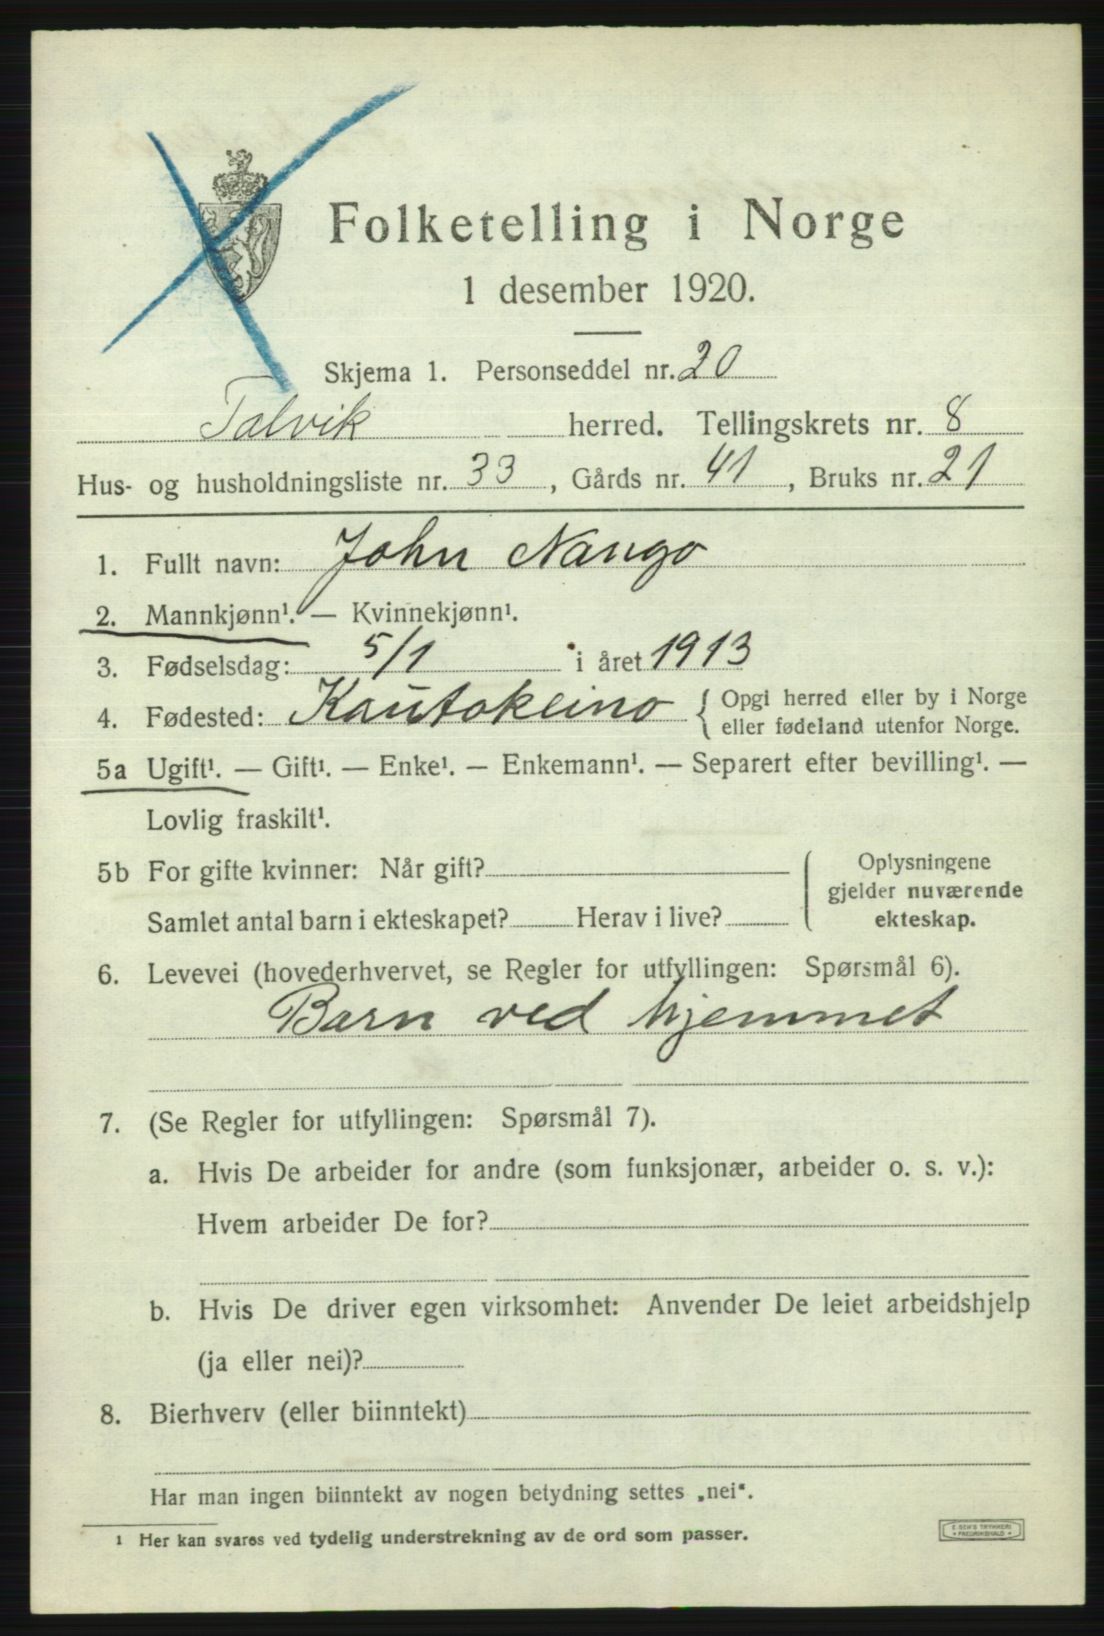 Folketelling i Norge
1 desember 1920.
Skjema 1. Personseddel nr. 20
Talvik herred. Tellingskrets nr. 8
Hus- og husholdningsliste nr. 33, Gårds nr. 41, Bruks nr. 21
1. Fullt navn: John Nango
2. Mannkjønn¹. — Kvinnekjønn¹.
3. Fødselsdag: 5/1 i året 1913
4. Fødested: Kautokeino { Opgi herred eller by i Norge
eller fødeland utenfor Norge.
5a Ugift¹. — Gift¹. — Enke¹. — Enkemann¹. — Separert efter bevilling¹. —
Lovlig fraskilt¹.
5b For gifte kvinner: Når gift?
Samlet antal barn i ekteskapet? Herav i live?
( Oplysningene
gjelder nuværende
ekteskap.
6. Levevei (hovederhvervet, se Regler for utfyllingen: Spørsmål 6).
Barn ved hjemmet
7. (Se Regler for utfyllingen: Spørsmål 7).
a. Hvis De arbeider for andre (som funksjonær, arbeider o. s. v.):
Hvem arbeider De for?
b. Hvis De driver egen virksomhet: Anvender De leiet arbeidshjelp
(ja eller nei)?
8. Bierhverv (eller biinntekt)
Har man ingen biinntekt av nogen betydning settes „nei“.
¹ Her kan svares ved tydelig understrekning av de ord som passer.
E. SEM'S TRYKKERI
• FREDRIKSHALD •